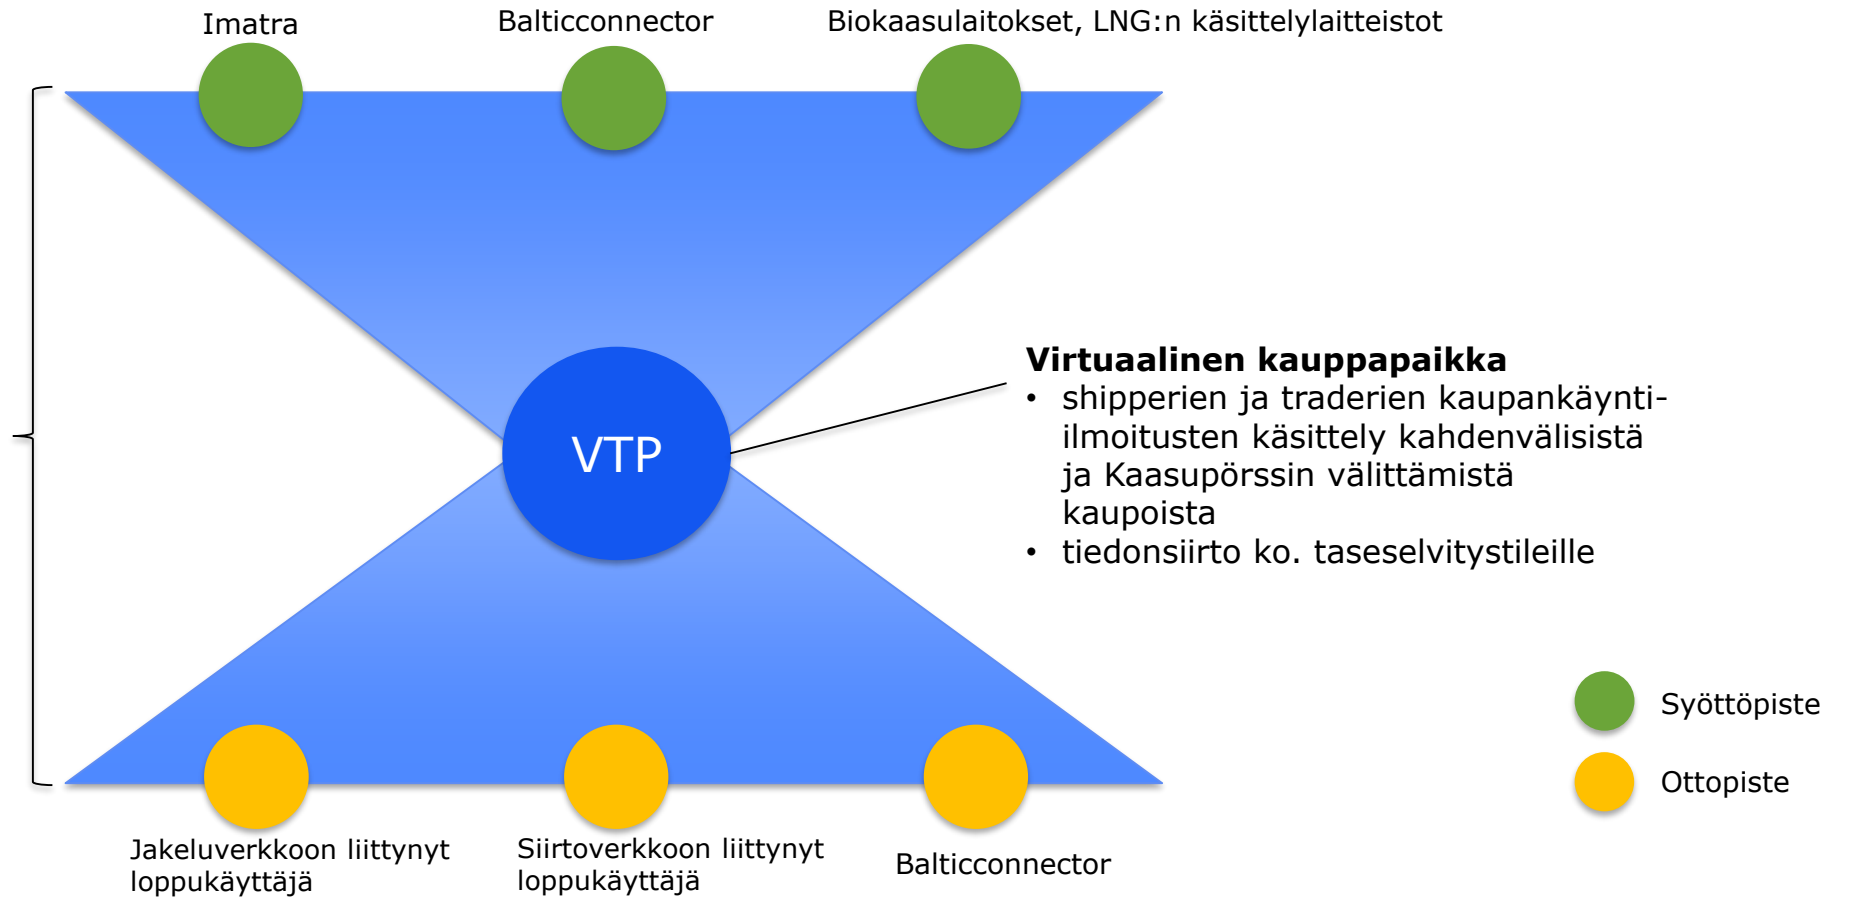 Imatra
Balticconnector
Biokaasulaitokset, LNG:n käsittelylaitteistot
VTP
Virtuaalinen kauppapaikka
• shipperien ja traderien kaupankäynti-
ilmoitusten käsittely kahdenvälisistä
ja Kaasupörssin välittämistä
kaupoista
• tiedonsiirto ko. taseselvitystileille
Syöttöpiste
Ottopiste
Jakeluverkkoon liittynyt
loppukäyttäjä
Siirtoverkkoon liittynyt
loppukäyttäjä
Balticconnector